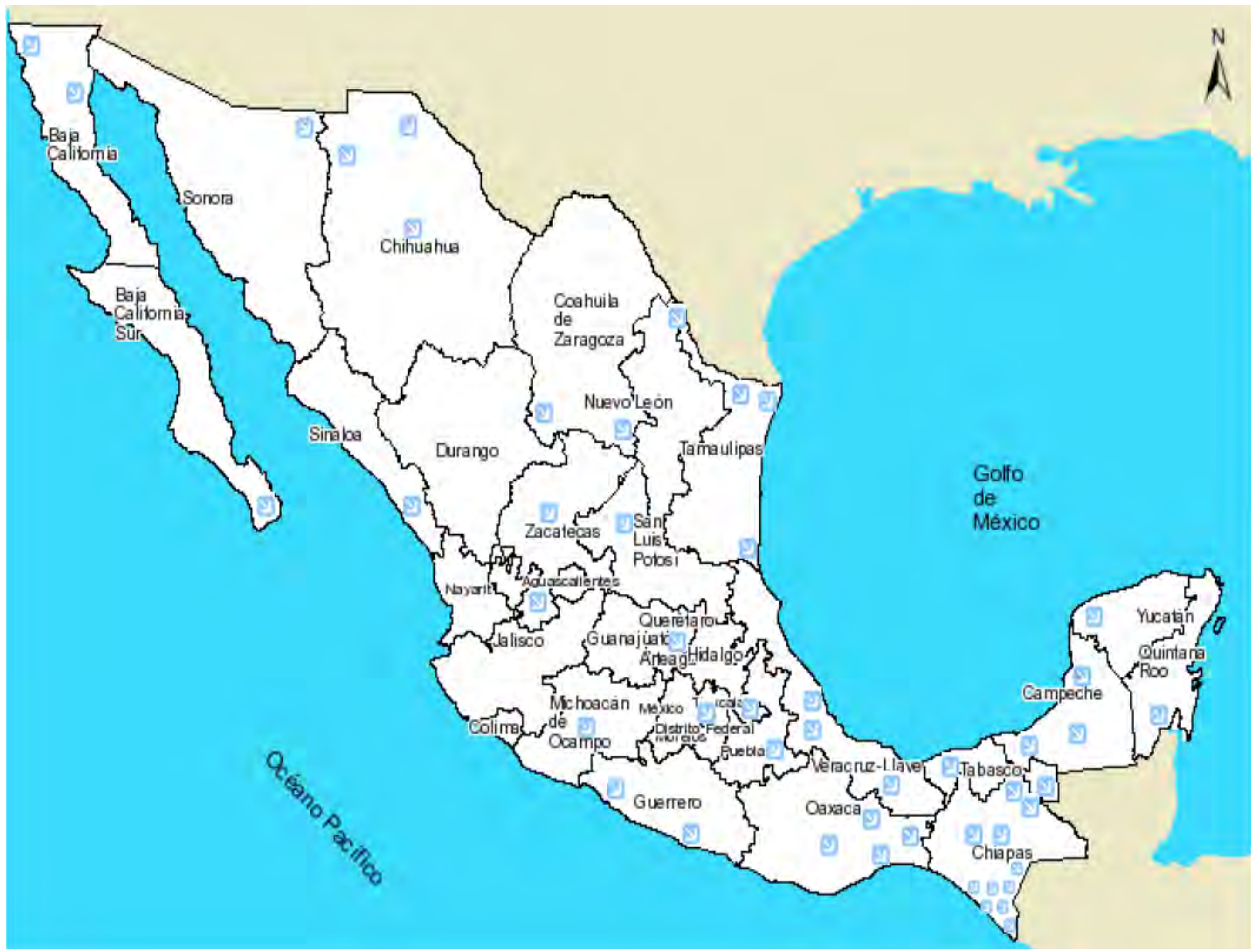 N
Baja
California
Sonora
Chihuahua
Baja
California
Sur
Coahuila
de
Zaragoza
Nuevo León
Sinaloa
Durango
Tamaulipas
Golfo
de
México
Zacatecas
San
Luis
Potosí
Nayarit
Aguascalientes
Jalisco
Querétaro
Guanajuato
Arteaga
Hidalgo
Yucatán
Quintana
Roo
Campeche
Michoacán
de
Ocampo
México
Colima
Distrito Federal
Morelos
Puebla
Veracruz-Llave
Tabasco
Guerrero
Oaxaca
Chiapas
Océano Pacífico